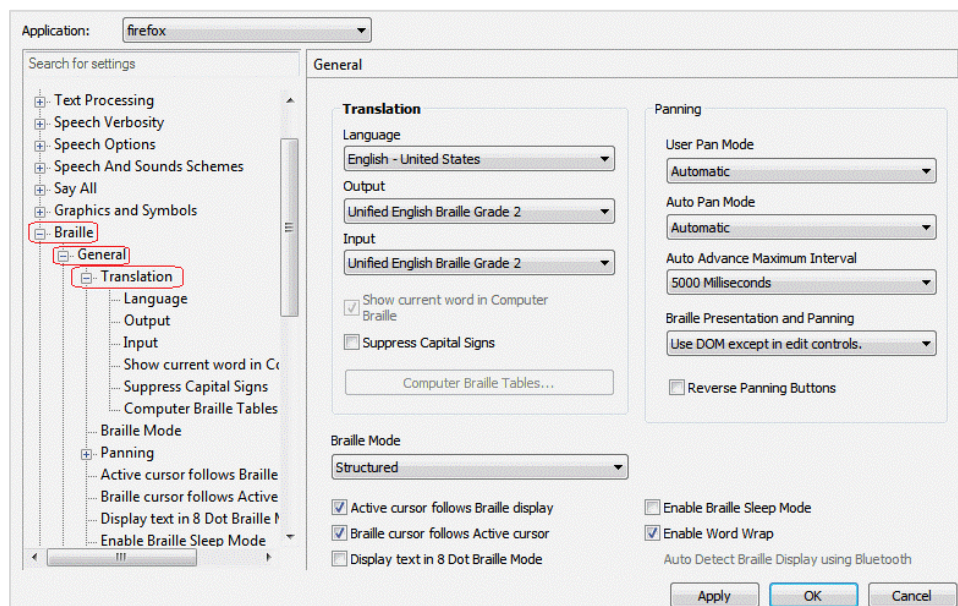 Application: firefox
Search for settings
Text Processing
Speech Verbosity
Speech Options
Speech And Sounds Schemes
Say All
Graphics and Symbols
Braille
General
Translation
Language
Output
Input
Show current word in Co
Suppress Capital Signs
Computer Braille Tables
Braille Mode
Panning
Active cursor follows Braille
Braille cursor follows Active
Display text in 8 Dot Braille M
Enable Braille Sleep Mode
General
Translation
Language
English - United States
Output
Unified English Braille Grade 2
Input
Unified English Braille Grade 2
Show current word in Computer
Braille
Suppress Capital Signs
Computer Braille Tables...
Panning
User Pan Mode
Automatic
Auto Pan Mode
Automatic
Auto Advance Maximum Interval
5000 Milliseconds
Braille Presentation and Panning
Use DOM except in edit controls.
Reverse Panning Buttons
Braille Mode
Structured
Active cursor follows Braille display
Braille cursor follows Active cursor
Display text in 8 Dot Braille Mode
Enable Braille Sleep Mode
Enable Word Wrap
Auto Detect Braille Display using Bluetooth
Apply OK Cancel